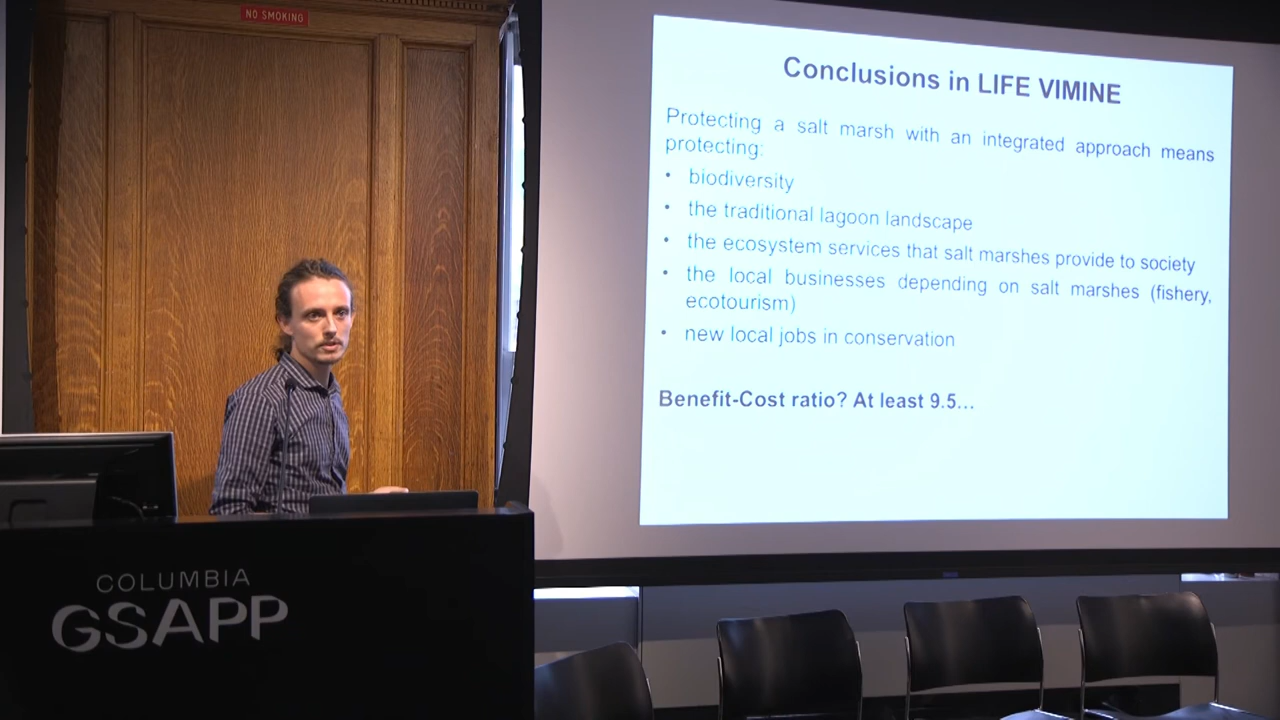 NO SMOKING
Conclusions in LIFE VIMINE
Protecting a salt marsh with an integrated approach means
protecting:
• biodiversity
• the traditional lagoon landscape
• the ecosystem services that salt marshes provide to society
• the local businesses depending on salt marshes (fishery,
ecotourism)
• new local jobs in conservation
Benefit-Cost ratio? At least 9.5...
COLUMBIA
GSAPP